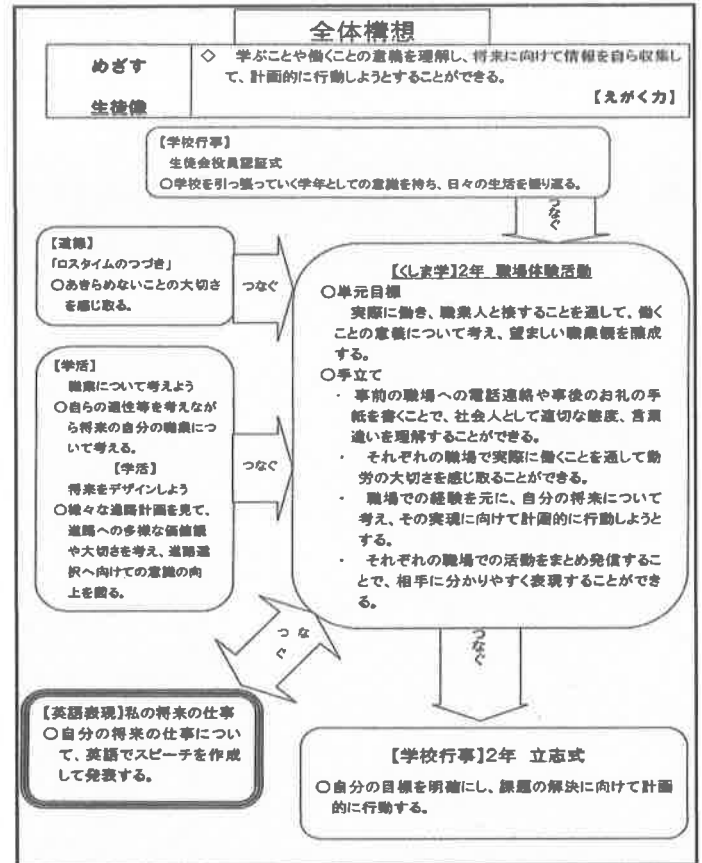 全体構想
めざす
生徒像
◇ 学ぶことや働くことの意義を理解し、将来に向けて情報を自ら収集し
て、計画的に行動しようとすることができる。
【えがく力】
【学校行事】
生徒会役員認証式
〇学校を引っ張っていく学年としての意識を持ち、日々の生活を振り返る。
つなぐ
【道徳】
「ロスタイムのつづき」
〇あきらめないことの大切さ
を感じ取る。
つなぐ
【学活】
職業について考えよう
〇自らの適性等を考えなが
ら将来の自分の職業につ
いて考える。
【学活】
将来をデザインしよう
〇様々な進路計画を見て、
進路への多様な価値観
や大切さを考え、進路選
択へ向けての意識の向
上を図る。
つなぐ
【くしま学】2年 職場体験活動
〇単元目標
実際に働き、職業人と接することを通して、働く
ことの意義について考え、望ましい職業観を醸成
する。
〇手立て
・ 事前の職場への電話連絡や事後のお礼の手
紙を書くことで、社会人として適切な態度、言葉
遣いを理解することができる。
・ それぞれの職場で実際に働くことを通して勤
労の大切さを感じ取ることができる。
・ 職場での経験を元に、自分の将来について
考え、その実現に向けて計画的に行動しようと
する。
・ それぞれの職場での活動をまとめ発信するこ
とで、相手に分かりやすく表現することができ
る。
つなぐ
つなぐ
【英語表現】私の将来の仕事
〇自分の将来の仕事につい
て、英語でスピーチを作成
して発表する。
【学校行事】2年 立志式
〇自分の目標を明確にし、課題の解決に向けて計画
的に行動する。